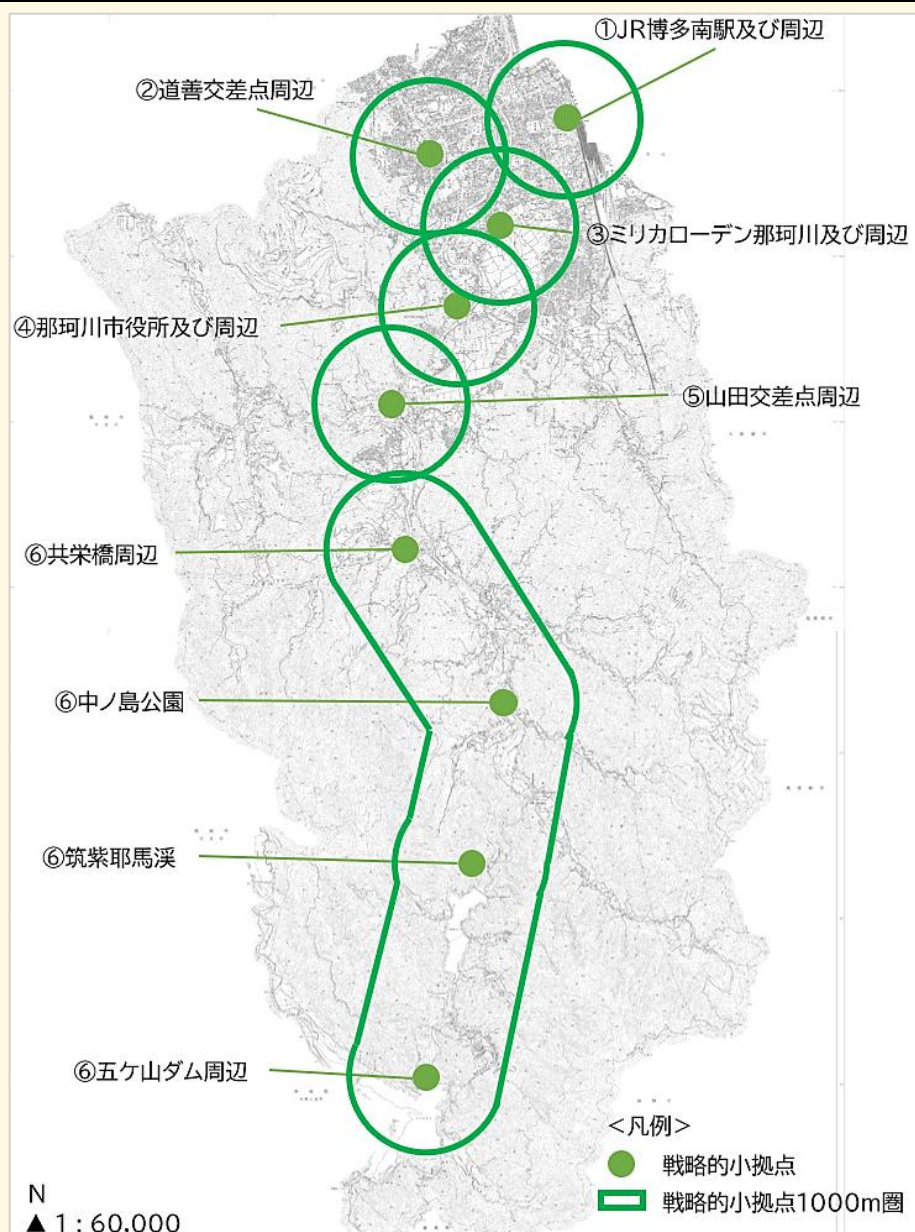 ①JR博多南駅及び周辺
②道善交差点周辺
③ミリカローデン那珂川及び周辺
④那珂川市役所及び周辺
⑤山田交差点周辺
⑥共栄橋周辺
⑥中ノ島公園
⑥筑紫耶馬渓
⑥五ケ山ダム周辺
<凡例>
戦略的小拠点
戦略的小拠点1000m圏
N
▲ 1:60,000